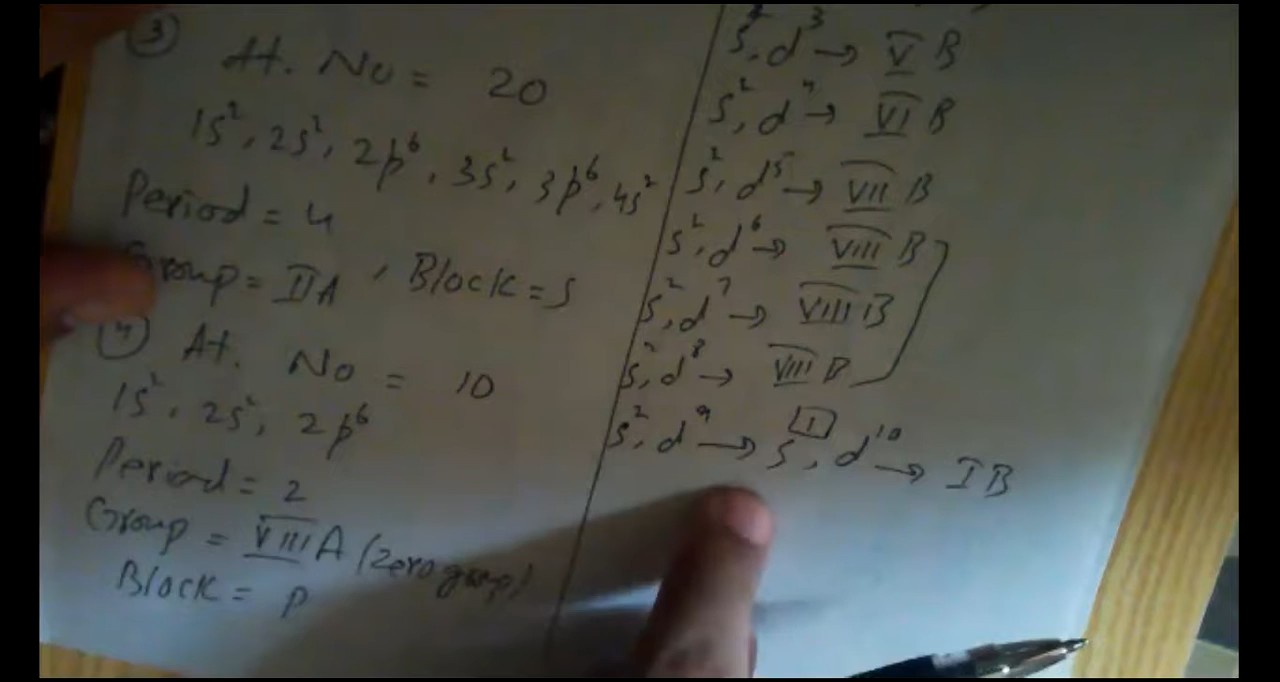 ③
At. No = 20
1s², 2s², 2p⁶, 3s², 3p⁶, 4s²
Period = 4
Group = IIA, Block = s
④ At. No = 10
1s², 2s², 2p⁶
Period = 2
Group = VIIIA (Zero group)
Block = p
s², d³ → VB
s², d⁴ → VIB
s², d⁵ → VIIB
s², d⁶ → VIIIB
s², d⁷ → VIIIB
s², d⁸ → VIIIB
s², d⁹ → s¹, d¹⁰ → IB